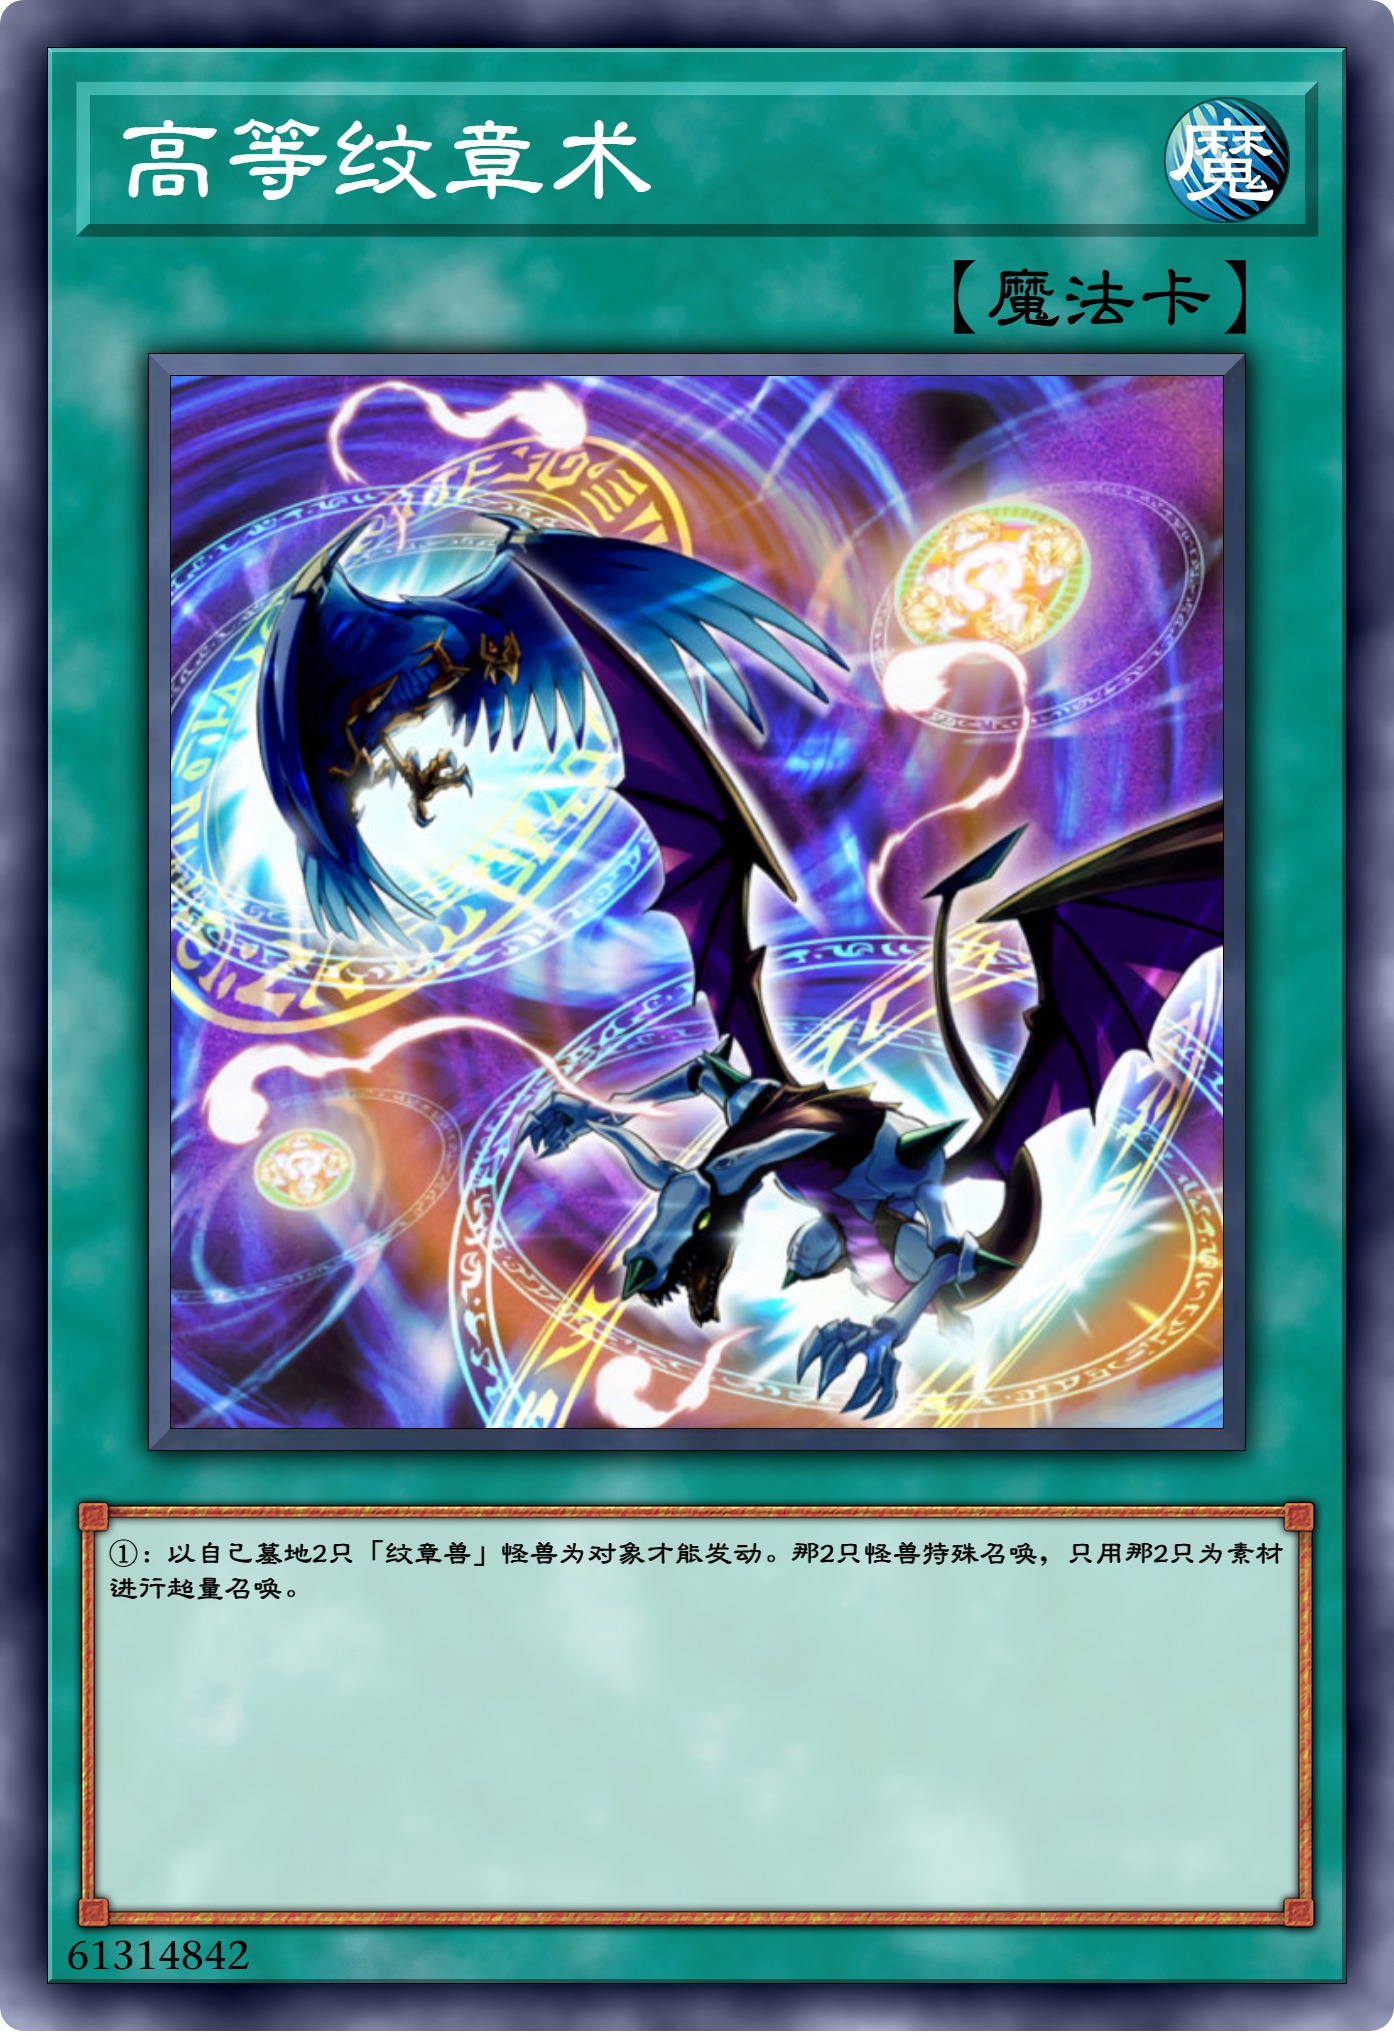 高等纹章术
魔
【魔法卡】
①：以自己墓地2只「纹章兽」怪兽为对象才能发动。那2只怪兽特殊召唤，只用那2只为素材
进行超量召唤。
61314842